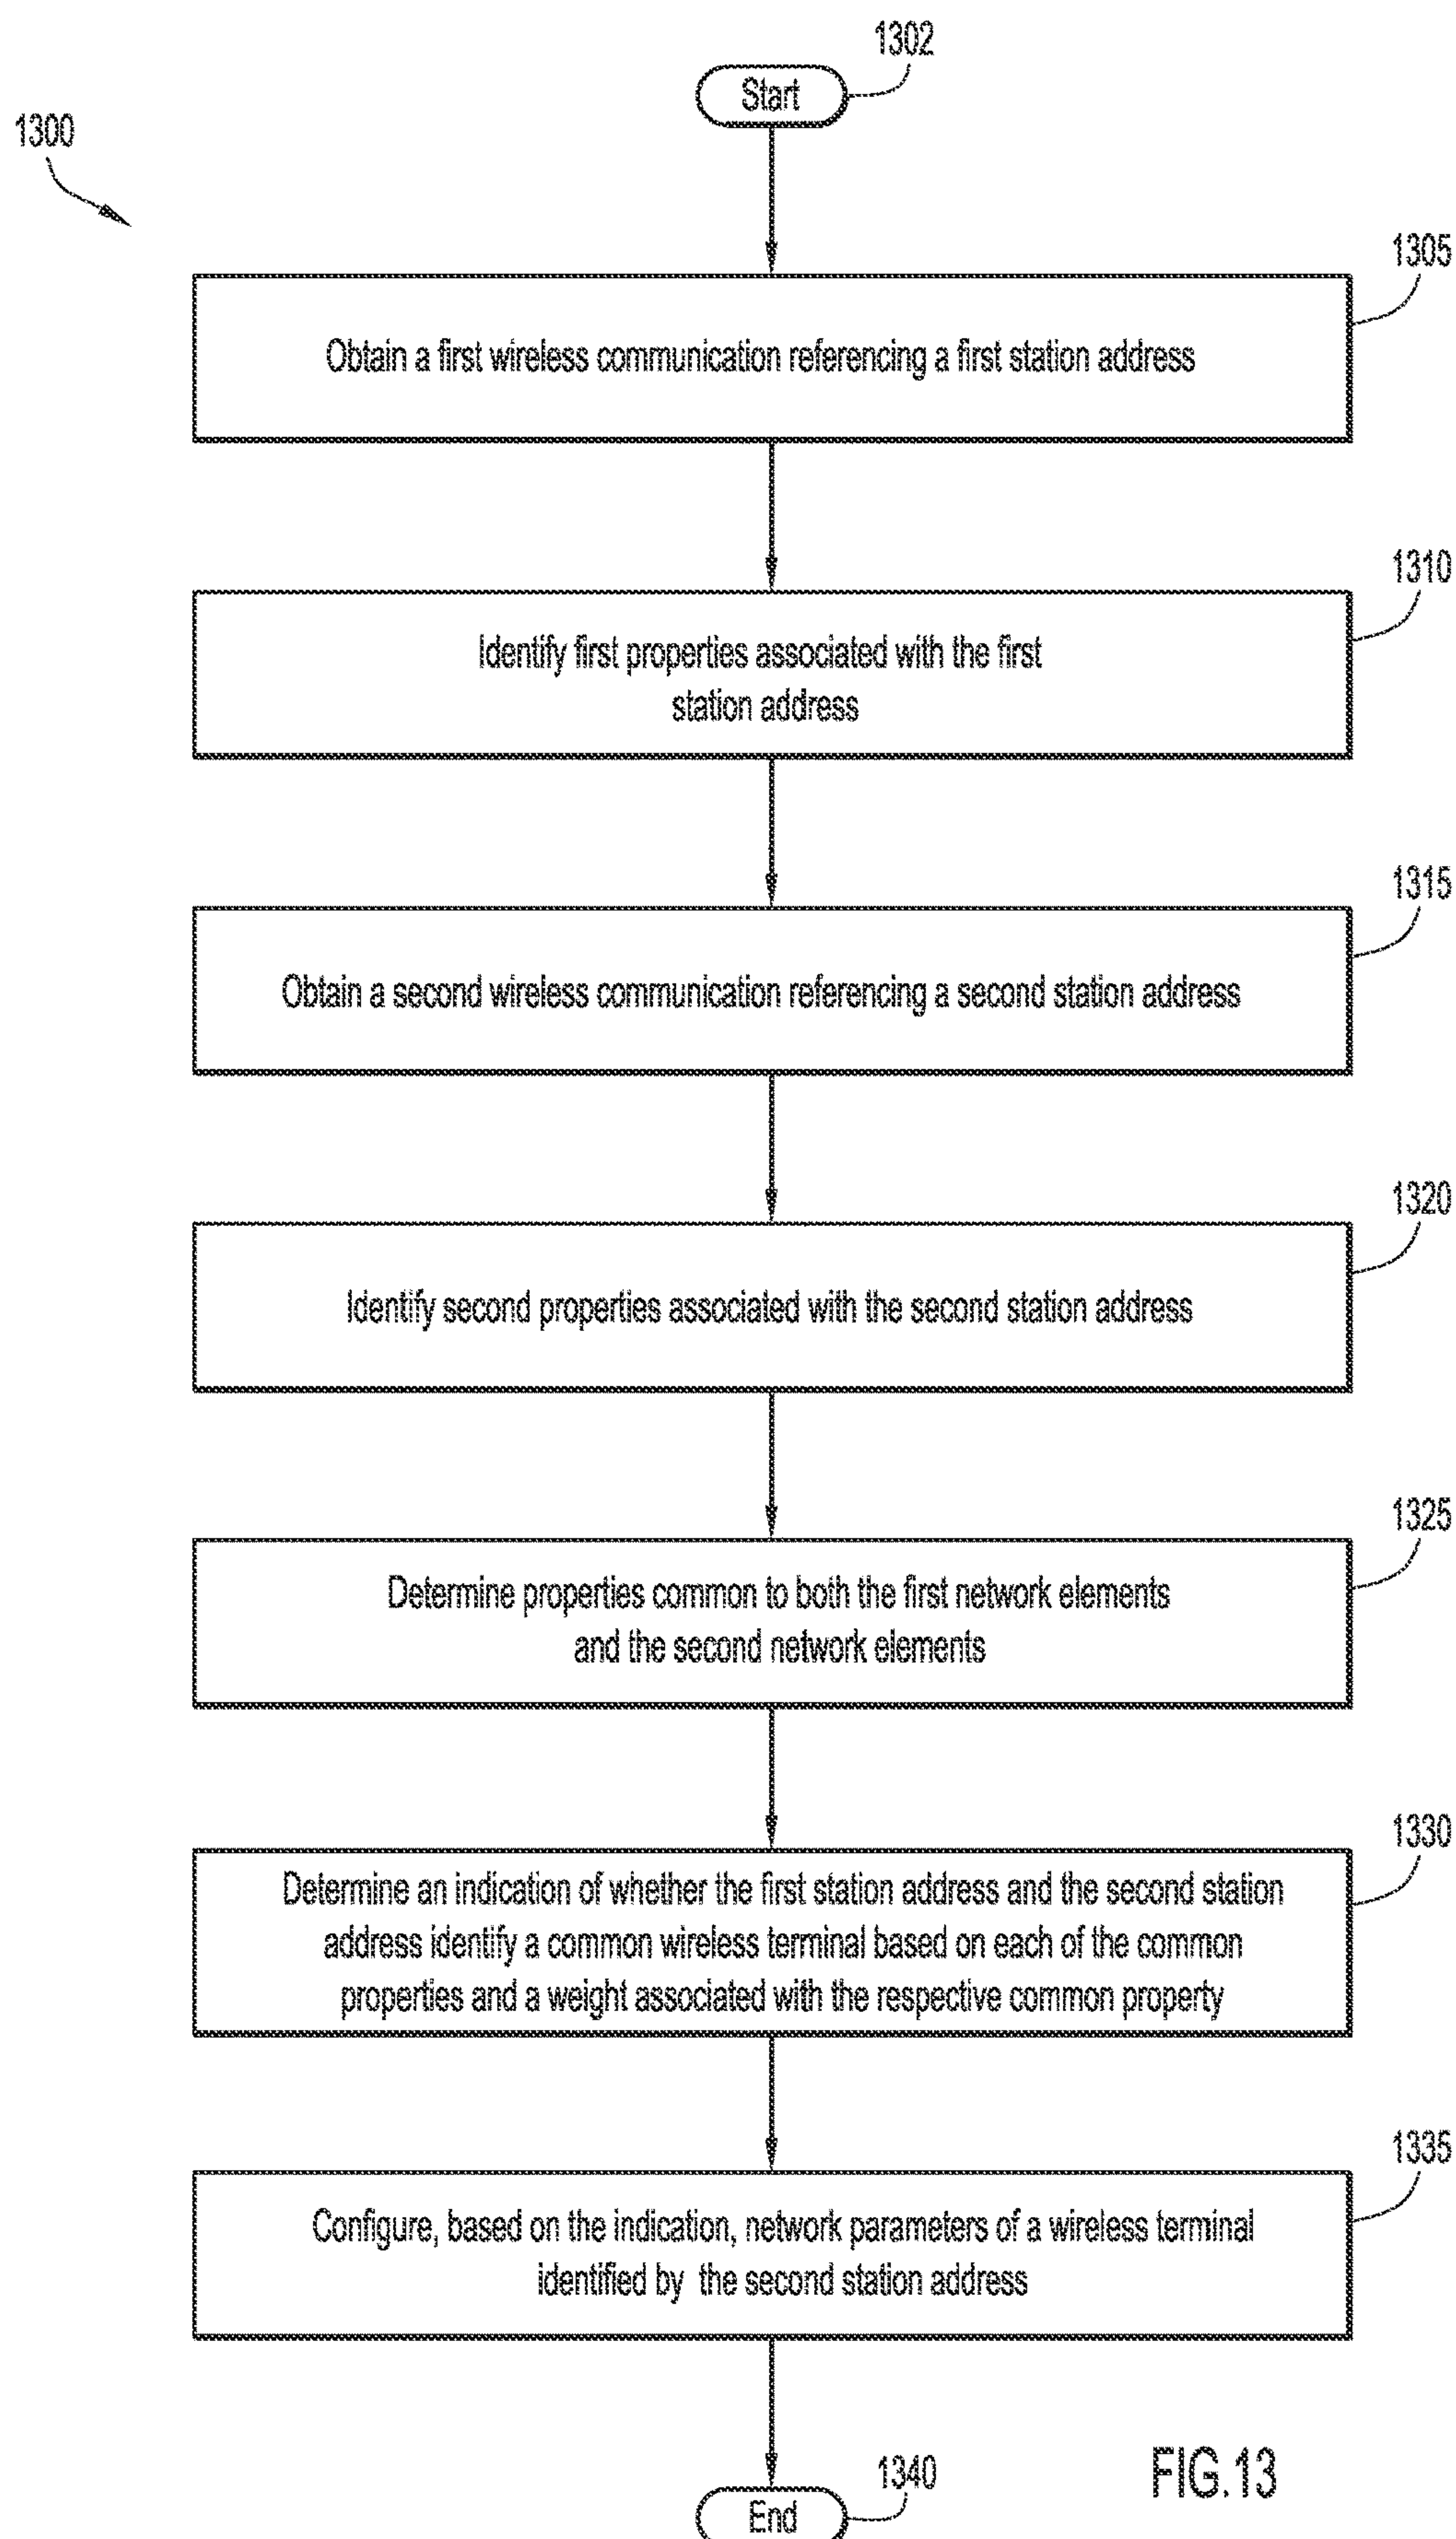 1302
Start
1300
1305
Obtain a first wireless communication referencing a first station address
1310
Identify first properties associated with the first
station address
1315
Obtain a second wireless communication referencing a second station address
1320
Identify second properties associated with the second station address
1325
Determine properties common to both the first network elements
and the second network elements
1330
Determine an indication of whether the first station address and the second station
address identify a common wireless terminal based on each of the common
properties and a weight associated with the respective common property
1335
Configure, based on the indication, network parameters of a wireless terminal
identified by the second station address
1340
End
FIG.13